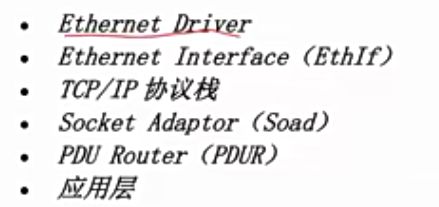 • Ethernet Driver
• Ethernet Interface (EthIf)
• TCP/IP 协议栈
• Socket Adaptor (Soad)
• PDU Router (PDUR)
• 应用层